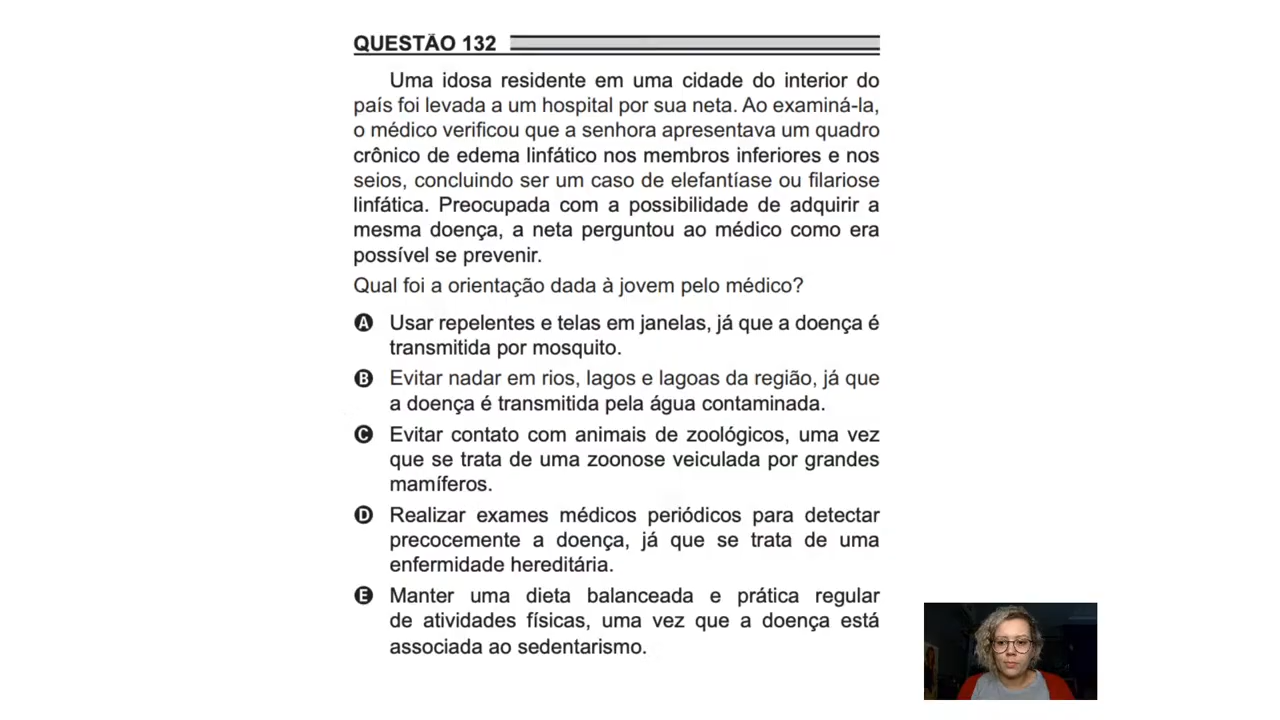 QUESTÃO 132
Uma idosa residente em uma cidade do interior do
país foi levada a um hospital por sua neta. Ao examiná-la,
o médico verificou que a senhora apresentava um quadro
crônico de edema linfático nos membros inferiores e nos
seios, concluindo ser um caso de elefantíase ou filariose
linfática. Preocupada com a possibilidade de adquirir a
mesma doença, a neta perguntou ao médico como era
possível se prevenir.
Qual foi a orientação dada à jovem pelo médico?
A Usar repelentes e telas em janelas, já que a doença é
transmitida por mosquito.
B Evitar nadar em rios, lagos e lagoas da região, já que
a doença é transmitida pela água contaminada.
C Evitar contato com animais de zoológicos, uma vez
que se trata de uma zoonose veiculada por grandes
mamíferos.
D Realizar exames médicos periódicos para detectar
precocemente a doença, já que se trata de uma
enfermidade hereditária.
E Manter uma dieta balanceada e prática regular
de atividades físicas, uma vez que a doença está
associada ao sedentarismo.